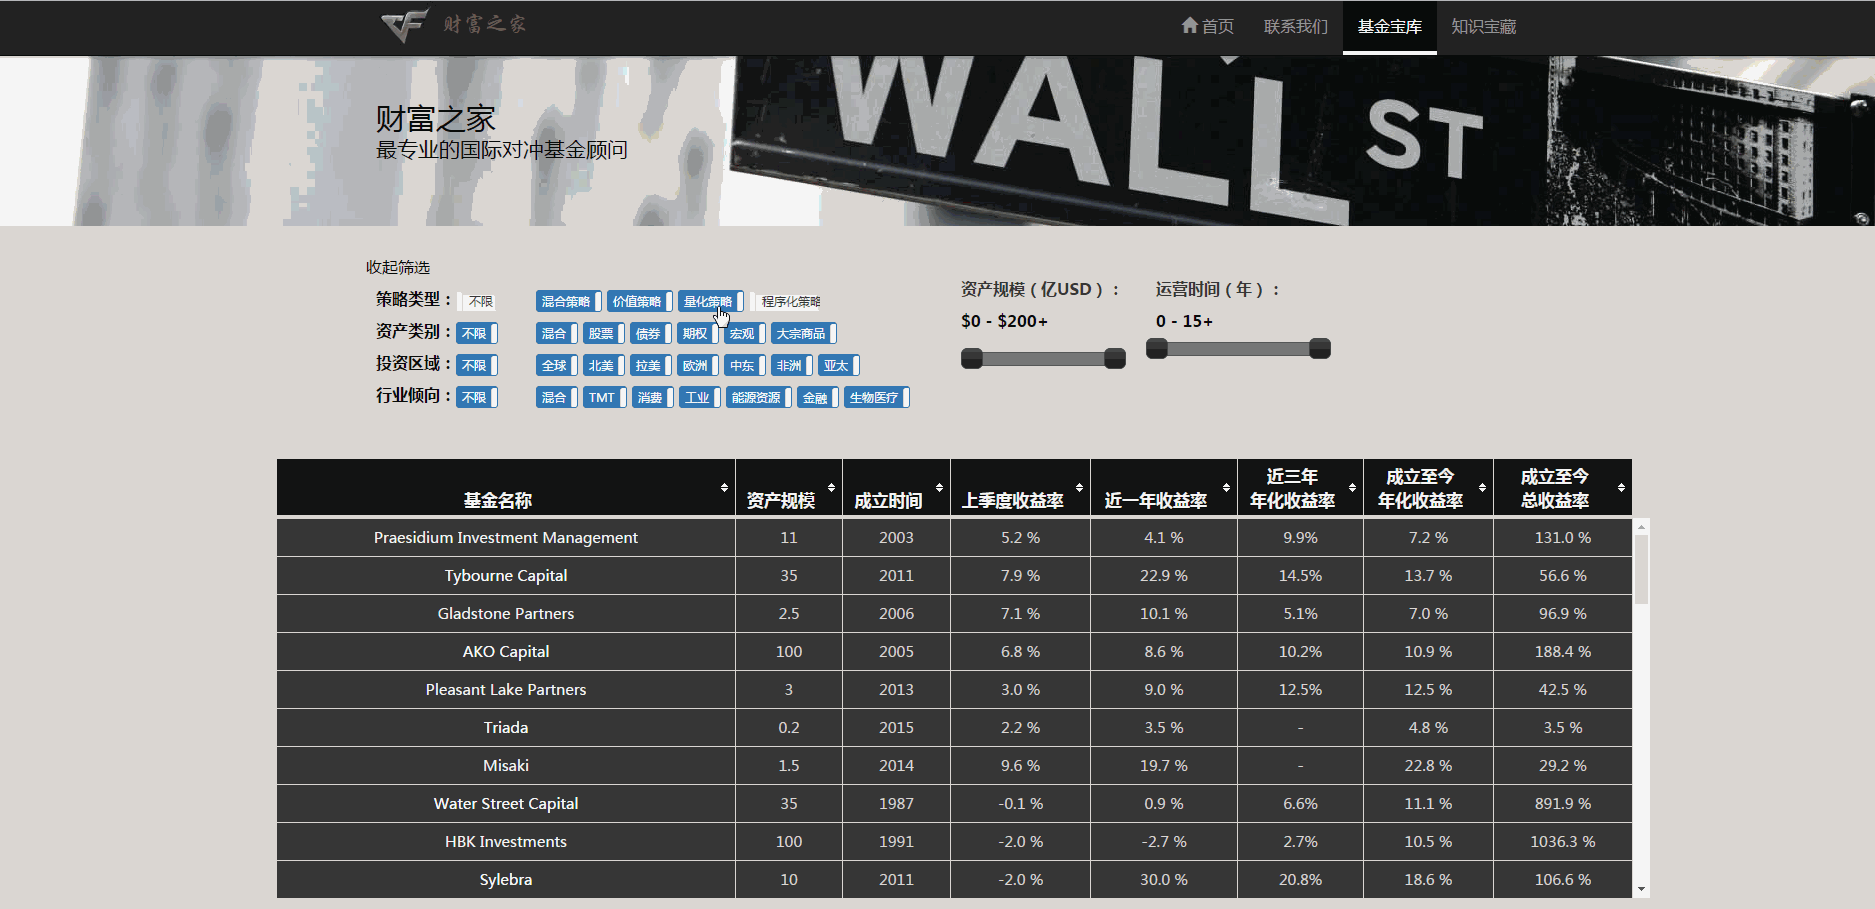 财富之家
首页 联系我们 基金宝库 知识宝藏
WALL ST
财富之家
最专业的国际对冲基金顾问
收起筛选
策略类型： 不限 混合策略 价值策略 量化策略 程序化策略
资产类别： 不限 混合 股票 债券 期权 宏观 大宗商品
投资区域： 不限 全球 北美 拉美 欧洲 中东 非洲 亚太
行业倾向： 不限 混合 TMT 消费 工业 能源资源 金融 生物医疗
资产规模（亿USD）：
$0 - $200+
运营时间（年）：
0 - 15+
基金名称 资产规模 成立时间 上季度收益率 近一年收益率 近三年年化收益率 成立至今年化收益率 成立至今总收益率
Praesidium Investment Management 11 2003 5.2 % 4.1 % 9.9% 7.2 % 131.0 %
Tybourne Capital 35 2011 7.9 % 22.9 % 14.5% 13.7 % 56.6 %
Gladstone Partners 2.5 2006 7.1 % 10.1 % 5.1% 7.0 % 96.9 %
AKO Capital 100 2005 6.8 % 8.6 % 10.2% 10.9 % 188.4 %
Pleasant Lake Partners 3 2013 3.0 % 9.0 % 12.5% 12.5 % 42.5 %
Triada 0.2 2015 2.2 % 3.5 % - 4.8 % 3.5 %
Misaki 1.5 2014 9.6 % 19.7 % - 22.8 % 29.2 %
Water Street Capital 35 1987 -0.1 % 0.9 % 6.6% 11.1 % 891.9 %
HBK Investments 100 1991 -2.0 % -2.7 % 2.7% 10.5 % 1036.3 %
Sylebra 10 2011 -2.0 % 30.0 % 20.8% 18.6 % 106.6 %